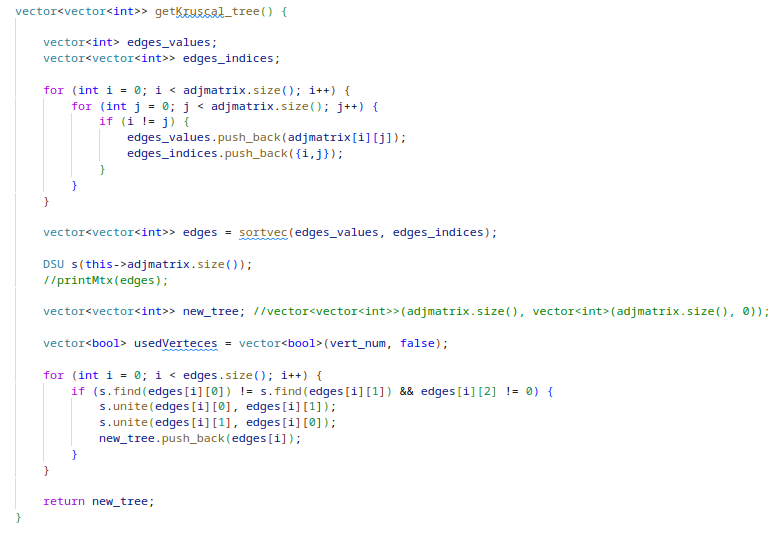 vector<vector<int>> getKruscal_tree() {
vector<int> edges_values;
vector<vector<int>> edges_indices;
for (int i = 0; i < adjmatrix.size(); i++) {
for (int j = 0; j < adjmatrix.size(); j++) {
if (i != j) {
edges_values.push_back(adjmatrix[i][j]);
edges_indices.push_back({i,j});
}
}
}
vector<vector<int>> edges = sortvec(edges_values, edges_indices);
DSU s(this->adjmatrix.size());
//printMtx(edges);
vector<vector<int>> new_tree; //vector<vector<int>>(adjmatrix.size(), vector<int>(adjmatrix.size(), 0));
vector<bool> usedVerteces = vector<bool>(vert_num, false);
for (int i = 0; i < edges.size(); i++) {
if (s.find(edges[i][0]) != s.find(edges[i][1]) && edges[i][2] != 0) {
s.unite(edges[i][0], edges[i][1]);
s.unite(edges[i][1], edges[i][0]);
new_tree.push_back(edges[i]);
}
}
return new_tree;
}